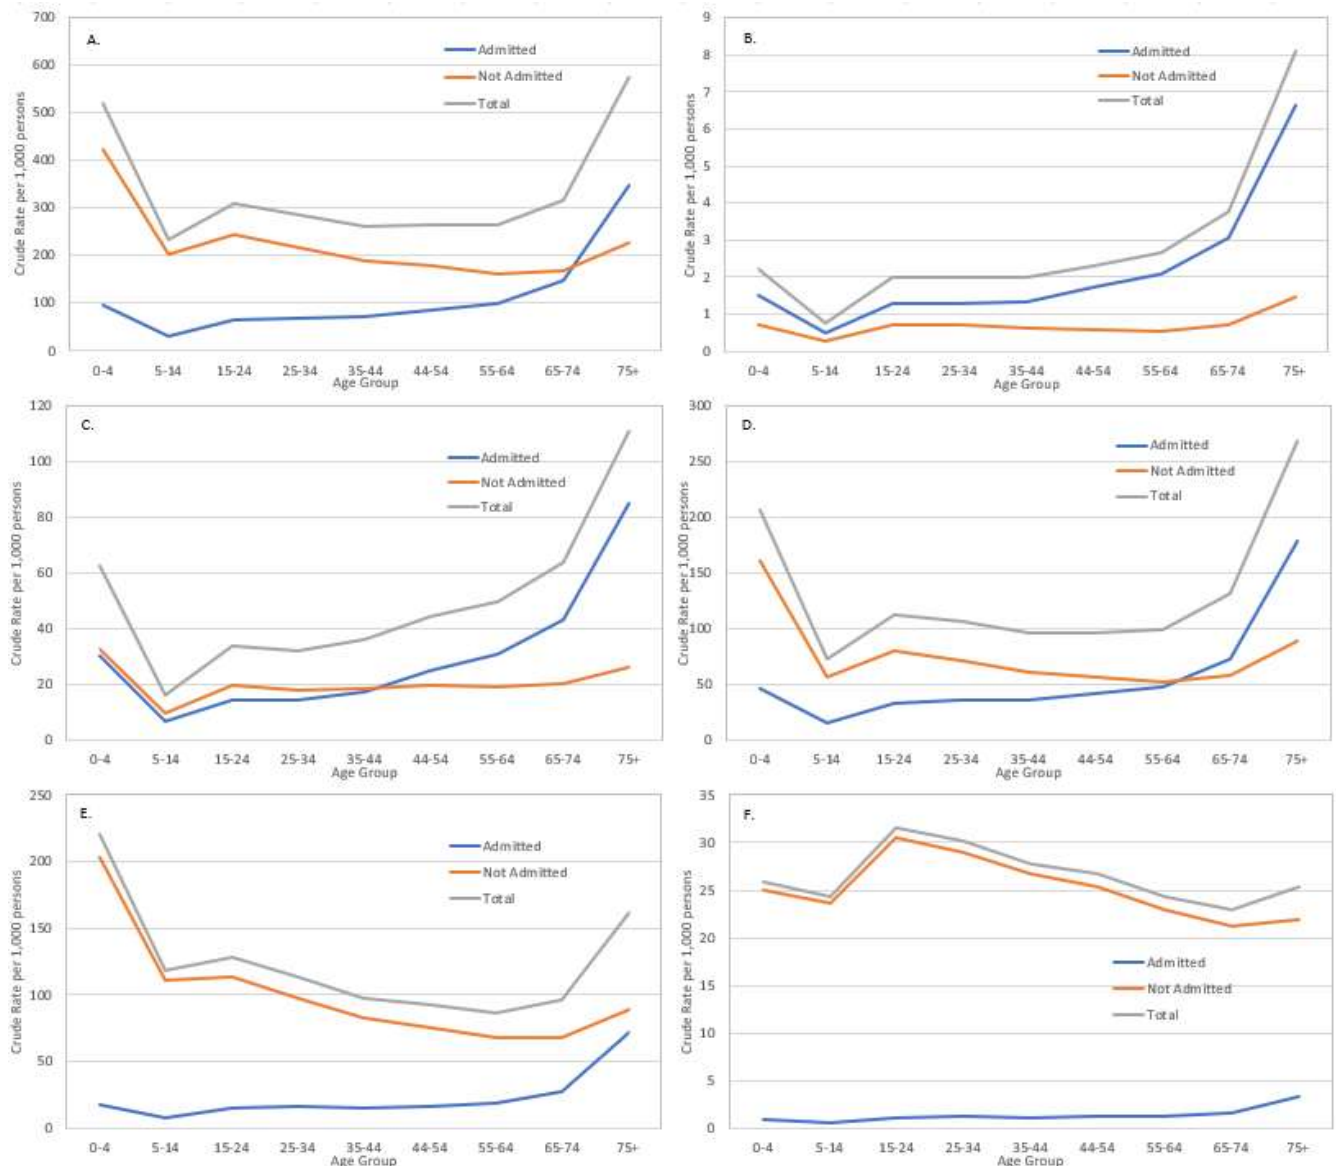 A.
Crude Rate per 1,000 persons
700
600
500
400
300
200
100
0
Admitted
Not Admitted
Total
0-4 5-14 15-24 25-34 35-44 44-54 55-64 65-74 75+
Age Group
B.
Crude Rate per 1,000 persons
9
8
7
6
5
4
3
2
1
0
Admitted
Not Admitted
Total
0-4 5-14 15-24 25-34 35-44 44-54 55-64 65-74 75+
Age Group
C.
Crude Rate per 1,000 persons
120
100
80
60
40
20
0
Admitted
Not Admitted
Total
0-4 5-14 15-24 25-34 35-44 44-54 55-64 65-74 75+
Age Group
D.
Crude Rate per 1,000 persons
300
250
200
150
100
50
0
Admitted
Not Admitted
Total
0-4 5-14 15-24 25-34 35-44 44-54 55-64 65-74 75+
Age Group
E.
Crude Rate per 1,000 persons
250
200
150
100
50
0
Admitted
Not Admitted
Total
0-4 5-14 15-24 25-34 35-44 44-54 55-64 65-74 75+
Age Group
F.
Crude Rate per 1,000 persons
35
30
25
20
15
10
5
0
Admitted
Not Admitted
Total
0-4 5-14 15-24 25-34 35-44 44-54 55-64 65-74 75+
Age Group